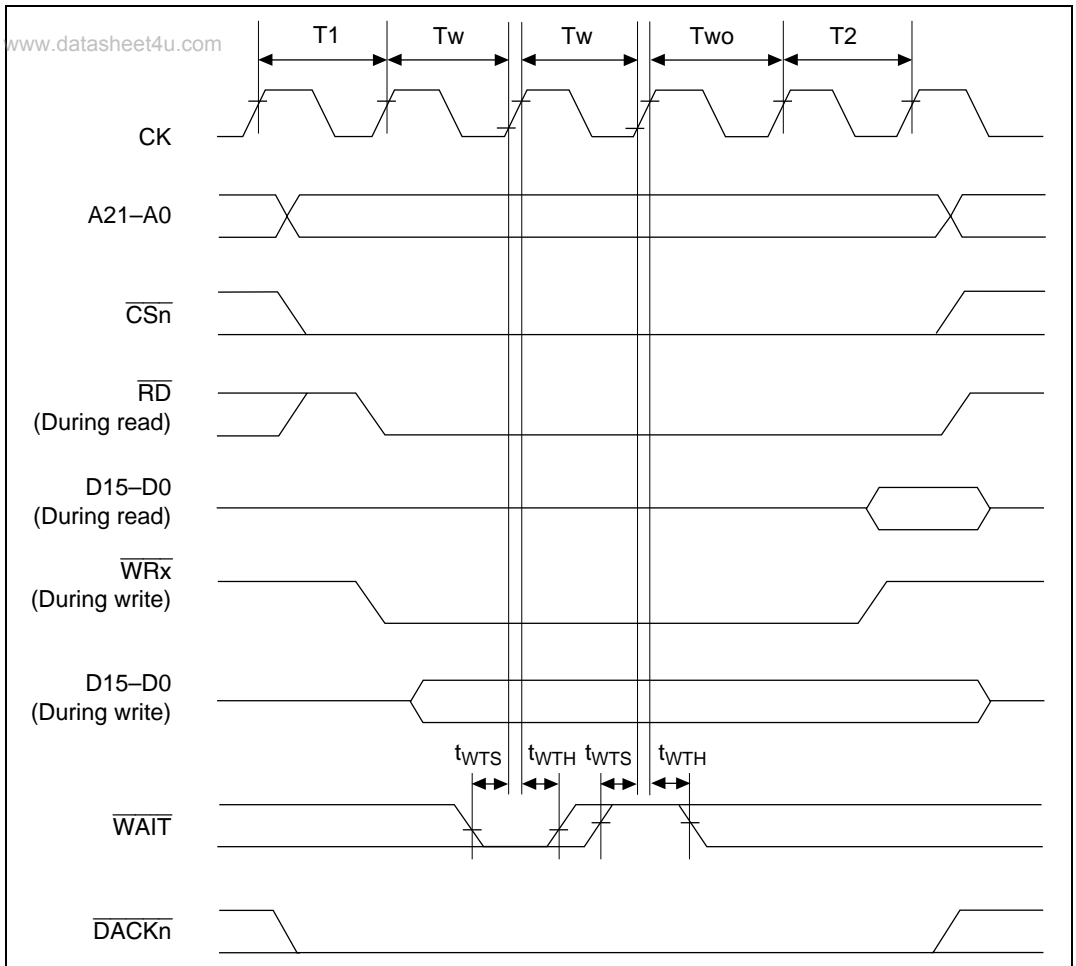 www.datasheet4u.com
T1 Tw Tw Two T2
CK
A21–A0
CSn
RD
(During read)
D15–D0
(During read)
WRx
(During write)
D15–D0
(During write)
tWTS tWTH tWTS tWTH
WAIT
DACKn